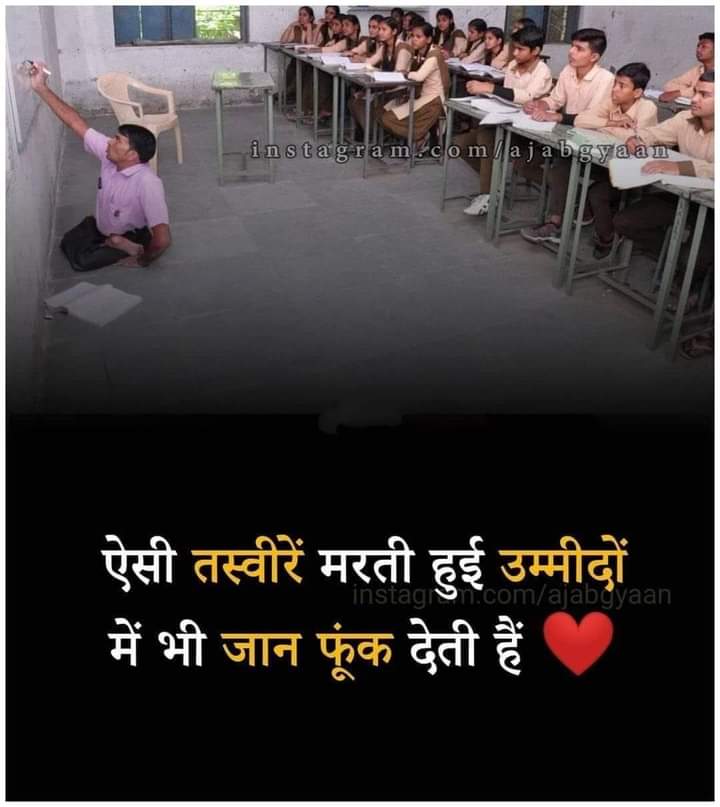 instagram.com/ajabgyaan
ऐसी तस्वीरें मरती हुई उम्मीदों
instagram.com/ajabgyaan
में भी जान फूंक देती हैं ❤️